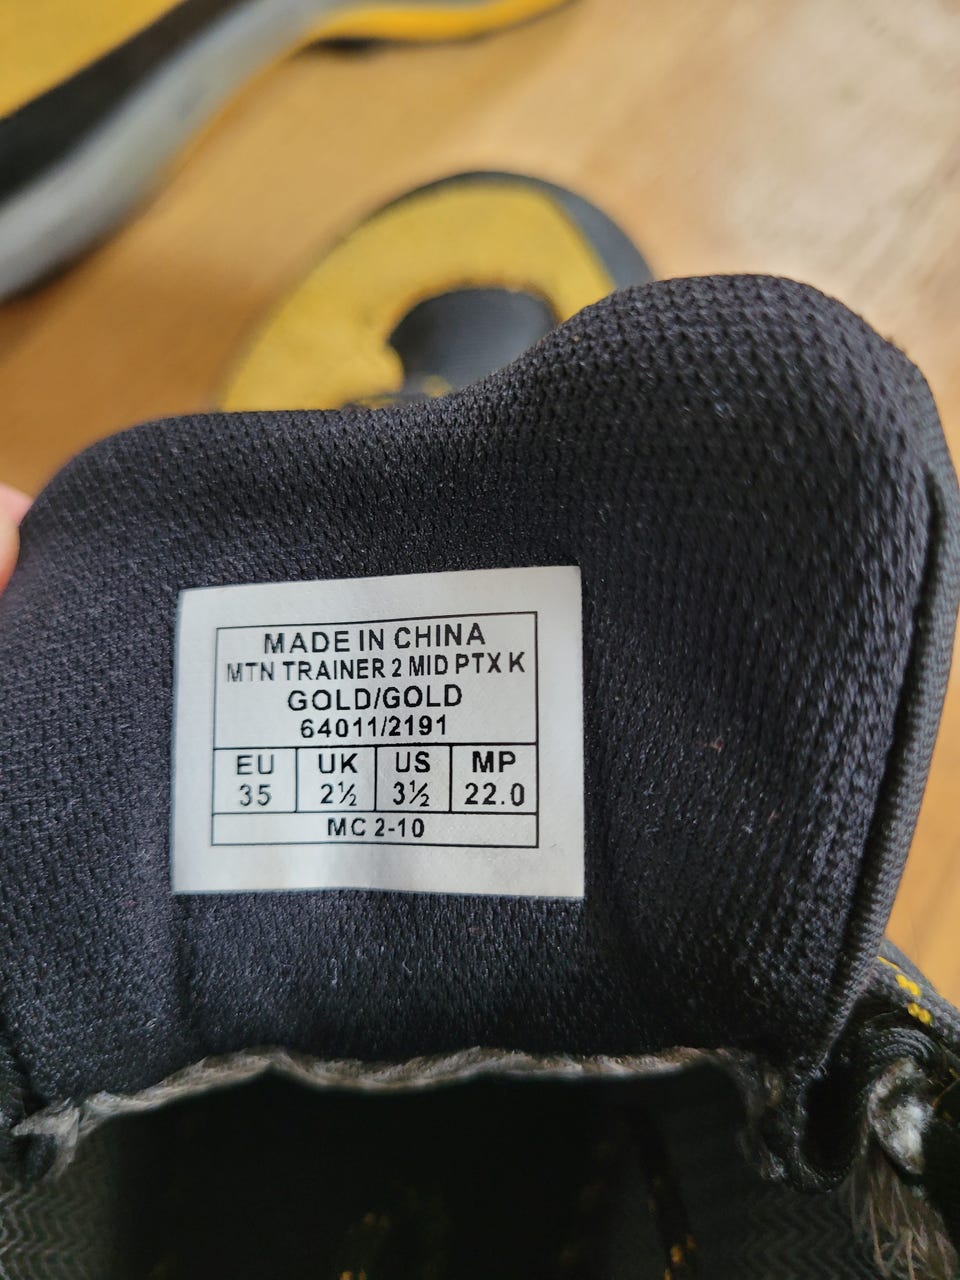 MADE IN CHINA
MTN TRAINER 2 MID PTX K
GOLD/GOLD
64011/2191
EU UK US MP
35 2½ 3½ 22.0
MC 2-10